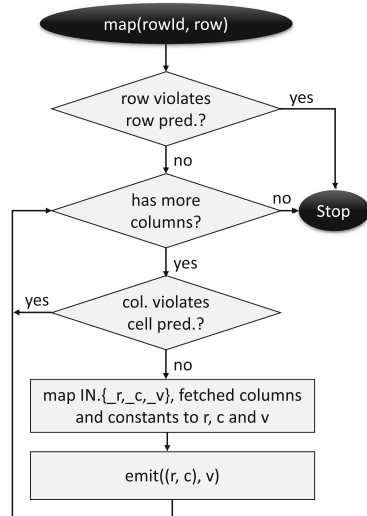 map(rowId, row)
row violates
row pred.?
yes
no
has more
columns?
no
Stop
yes
col. violates
cell pred.?
yes
no
map IN.{_r,_c,_v}, fetched columns
and constants to r, c and v
emit((r, c), v)